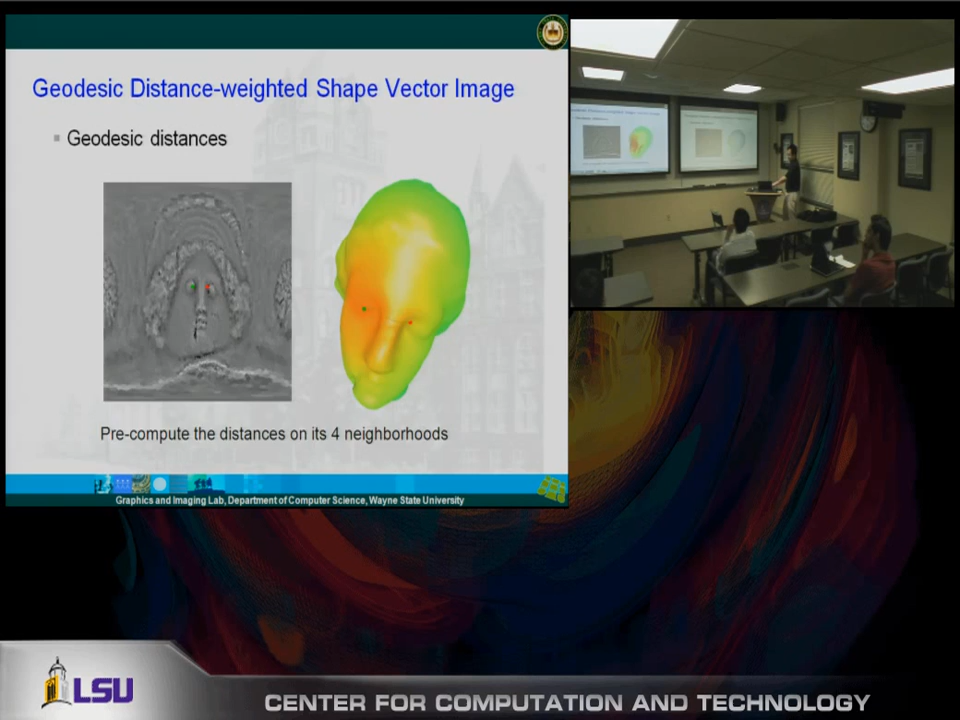 Geodesic Distance-weighted Shape Vector Image
Geodesic distances
Pre-compute the distances on its 4 neighborhoods
Graphics and Imaging Lab, Department of Computer Science, Wayne State University
LSU
CENTER FOR COMPUTATION AND TECHNOLOGY